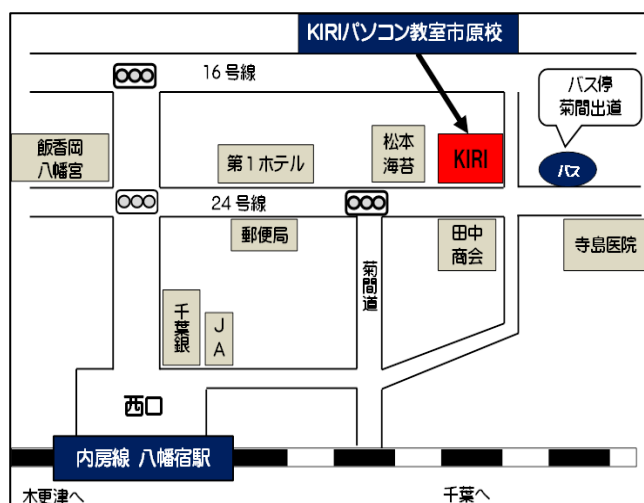 KIRIパソコン教室市原校
16号線
バス停
菊間出道
飯香岡
八幡宮
第1ホテル
松本
海苔
KIRI
バス
24号線
郵便局
田中
商会
寺島医院
菊間道
千葉銀
JA
西口
内房線 八幡宿駅
木更津へ
千葉へ